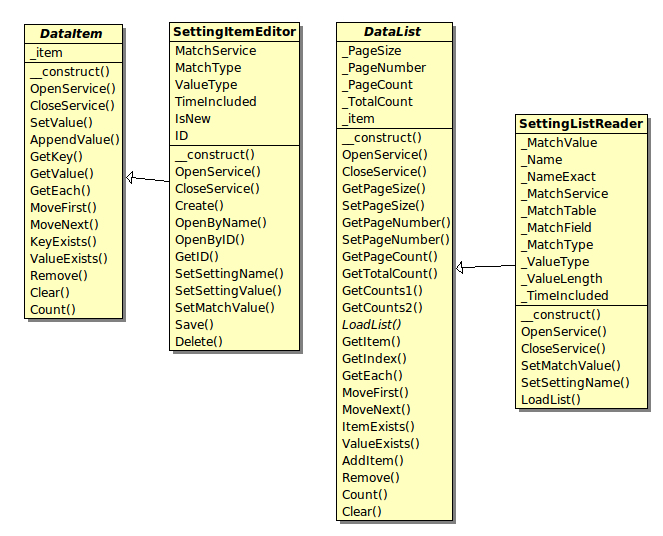 DataItem
_item
__construct()
OpenService()
CloseService()
SetValue()
AppendValue()
GetKey()
GetValue()
GetEach()
MoveFirst()
MoveNext()
KeyExists()
ValueExists()
Remove()
Clear()
Count()
SettingItemEditor
MatchService
MatchType
ValueType
TimeIncluded
IsNew
ID
__construct()
OpenService()
CloseService()
Create()
OpenByName()
OpenByID()
GetID()
SetSettingName()
SetSettingValue()
SetMatchValue()
Save()
Delete()
DataList
_PageSize
_PageNumber
_PageCount
_TotalCount
_item
__construct()
OpenService()
CloseService()
GetPageSize()
SetPageSize()
GetPageNumber()
SetPageNumber()
GetPageCount()
GetTotalCount()
GetCounts1()
GetCounts2()
LoadList()
GetItem()
GetIndex()
GetEach()
MoveFirst()
MoveNext()
ItemExists()
ValueExists()
AddItem()
Remove()
Count()
Clear()
SettingListReader
_MatchValue
_Name
_NameExact
_MatchService
_MatchTable
_MatchField
_MatchType
_ValueType
_ValueLength
_TimeIncluded
__construct()
OpenService()
CloseService()
SetMatchValue()
SetSettingName()
LoadList()